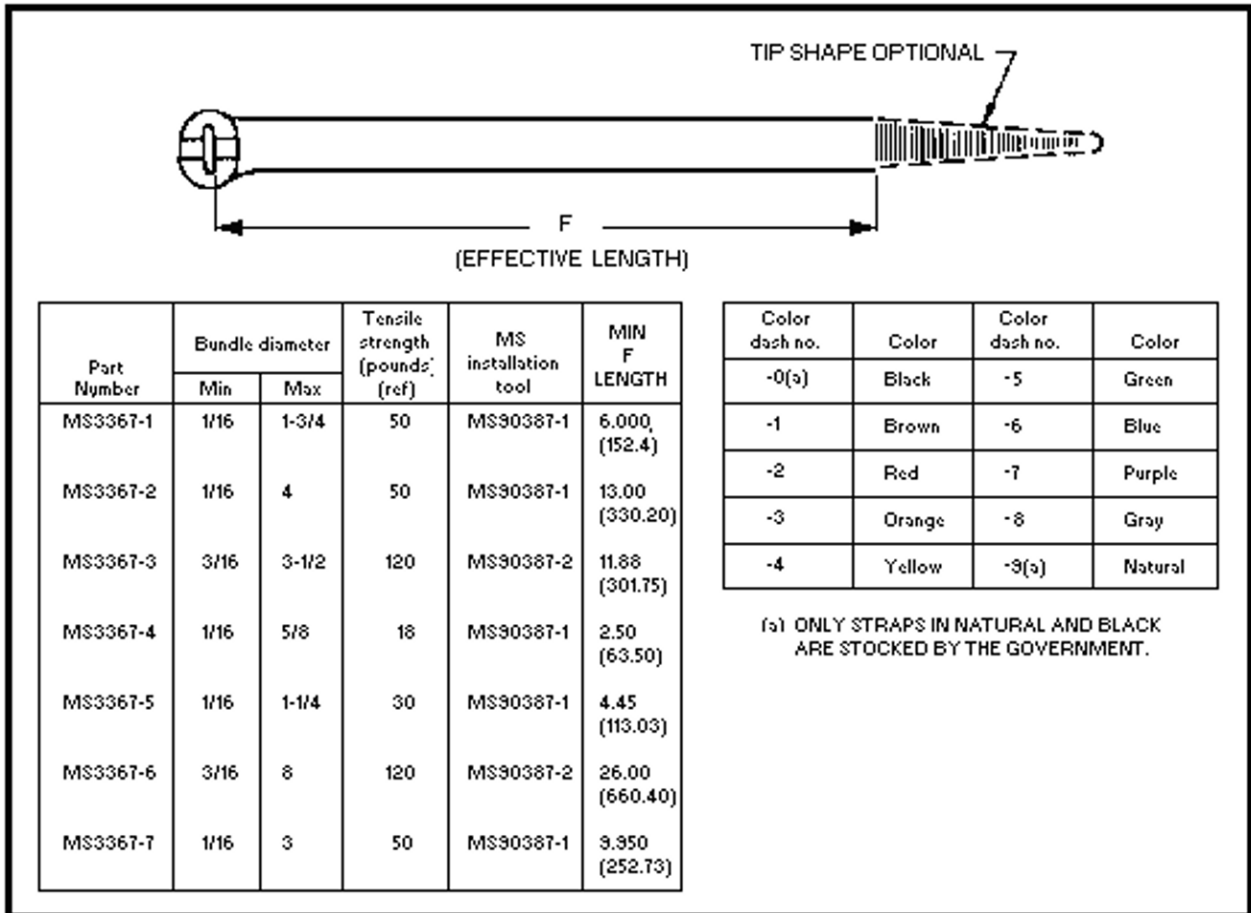 TIP SHAPE OPTIONAL
F
(EFFECTIVE LENGTH)
Part Number Bundle diameter Tensile strength (pounds) (ref) MS installation tool MIN F LENGTH
Min Max
MS3367-1 1/16 1-3/4 50 MS90387-1 6.000
(152.4)
MS3367-2 1/16 4 50 MS90387-1 13.00
(330.20)
MS3367-3 3/16 3-1/2 120 MS90387-2 11.88
(301.75)
MS3367-4 1/16 5/8 18 MS90387-1 2.50
(63.50)
MS3367-5 1/16 1-1/4 30 MS90387-1 4.45
(113.03)
MS3367-6 3/16 8 120 MS90387-2 26.00
(660.40)
MS3367-7 1/16 3 50 MS90387-1 9.950
(252.73)
Color dash no. Color Color dash no. Color
-0(a) Black -5 Green
-1 Brown -6 Blue
-2 Red -7 Purple
-3 Orange -8 Gray
-4 Yellow -9(a) Natural
(a) ONLY STRAPS IN NATURAL AND BLACK
ARE STOCKED BY THE GOVERNMENT.